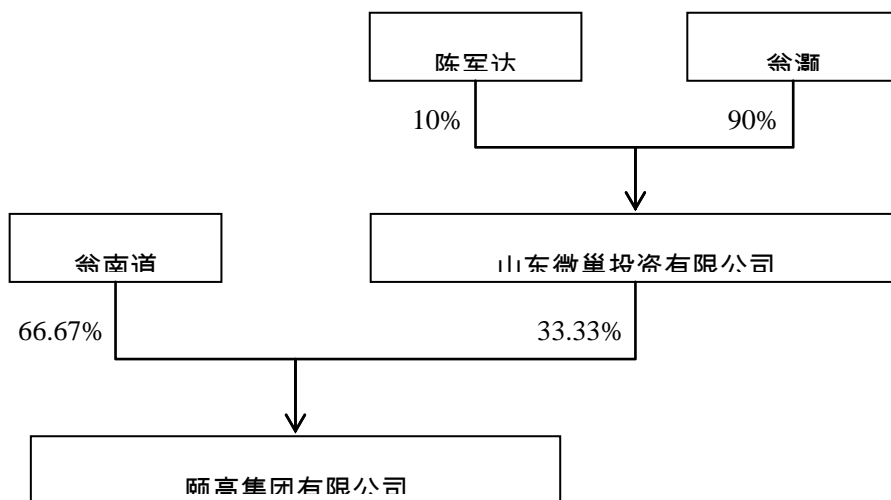 陈军达
翁灏
10%
90%
翁南道
山东微巢投资有限公司
66.67%
33.33%
颐高集团有限公司